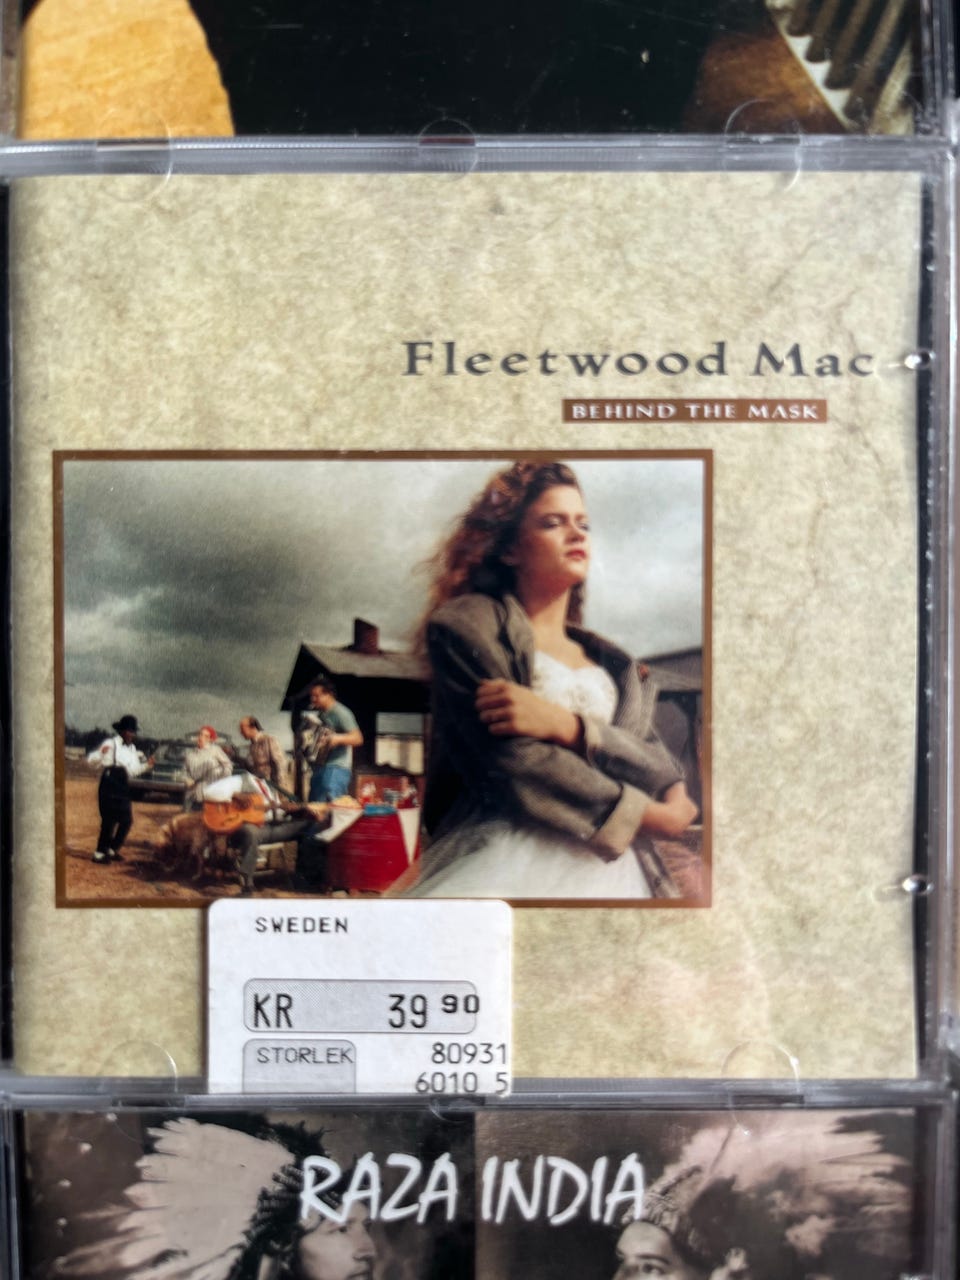 Fleetwood Mac
BEHIND THE MASK
SWEDEN
KR 39 90
STORLEK 80931
6010 5
RAZA INDIA